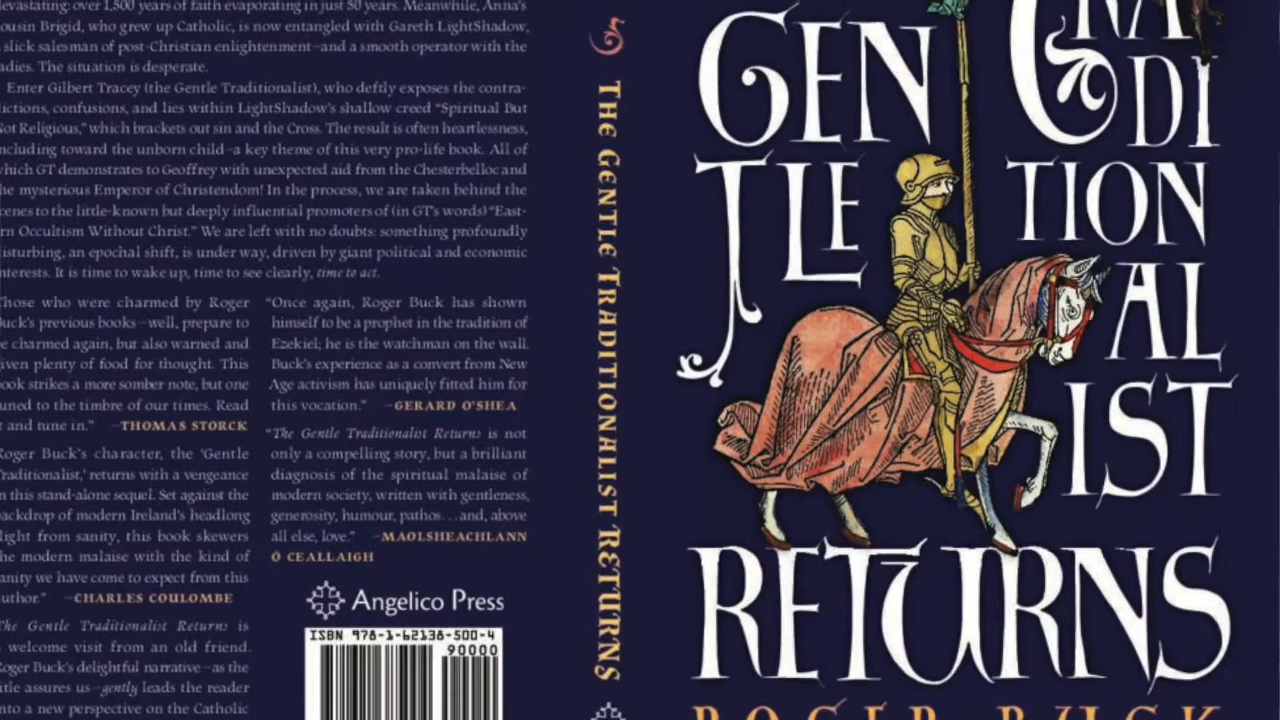 devastating: over 1,500 years of faith evaporating in just 50 years. Meanwhile, Anna's
cousin Brigid, who grew up Catholic, is now entangled with Gareth LightShadow,
slick salesman of post-Christian enlightenment—and a smooth operator with the
ladies. The situation is desperate.
Enter Gilbert Tracey (the Gentle Traditionalist), who deftly exposes the contra-
dictions, confusions, and lies within LightShadow's shallow creed "Spiritual But
Not Religious," which brackets out sin and the Cross. The result is often heartlessness,
including toward the unborn child—a key theme of this very pro-life book. All of
which GT demonstrates to Geoffrey with unexpected aid from the Chesterbelloc and
the mysterious Emperor of Christendom! In the process, we are taken behind the
scenes to the little-known but deeply influential promoters of (in GT's words) "East-
ern Occultism Without Christ." We are left with no doubts: something profoundly
disturbing, an epochal shift, is under way, driven by giant political and economic
interests. It is time to wake up, time to see clearly, time to act.
Those who were charmed by Roger
Buck's previous books—well, prepare to
be charmed again, but also warned and
given plenty of food for thought. This
book strikes a more somber note, but one
tuned to the timbre of our times. Read
it and tune in." —THOMAS STORCK
Roger Buck's character, the 'Gentle
Traditionalist,' returns with a vengeance
in this stand-alone sequel. Set against the
backdrop of modern Ireland's headlong
flight from sanity, this book skewers
the modern malaise with the kind of
sanity we have come to expect from this
author." —CHARLES COULOMBE
The Gentle Traditionalist Returns is
a welcome visit from an old friend.
Roger Buck's delightful narrative—as the
title assures us—gently leads the reader
into a new perspective on the Catholic
"Once again, Roger Buck has shown
himself to be a prophet in the tradition of
Ezekiel; he is the watchman on the wall.
Buck's experience as a convert from New
Age activism has uniquely fitted him for
this vocation." —GERARD O'SHEA
"The Gentle Traditionalist Returns is not
only a compelling story, but a brilliant
diagnosis of the spiritual malaise of
modern society, written with gentleness,
generosity, humour, pathos...and, above
all else, love." —MAOLSHEACHLANN
Ó CEALLAIGH
Angelico Press
ISBN 978-1-62138-500-4
90000
THE GENTLE TRADITIONALIST RETURNS
GEN
TLE
NA
DI
TION
AL
IST
RETURNS
ROGER BUCK